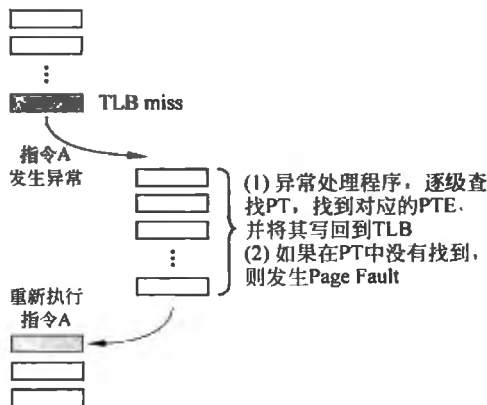 TLB miss
指令A
发生异常
(1) 异常处理程序，逐级查
找PT，找到对应的PTE，
并将其写回到TLB
(2) 如果在PT中没有找到，
则发生Page Fault
重新执行
指令A